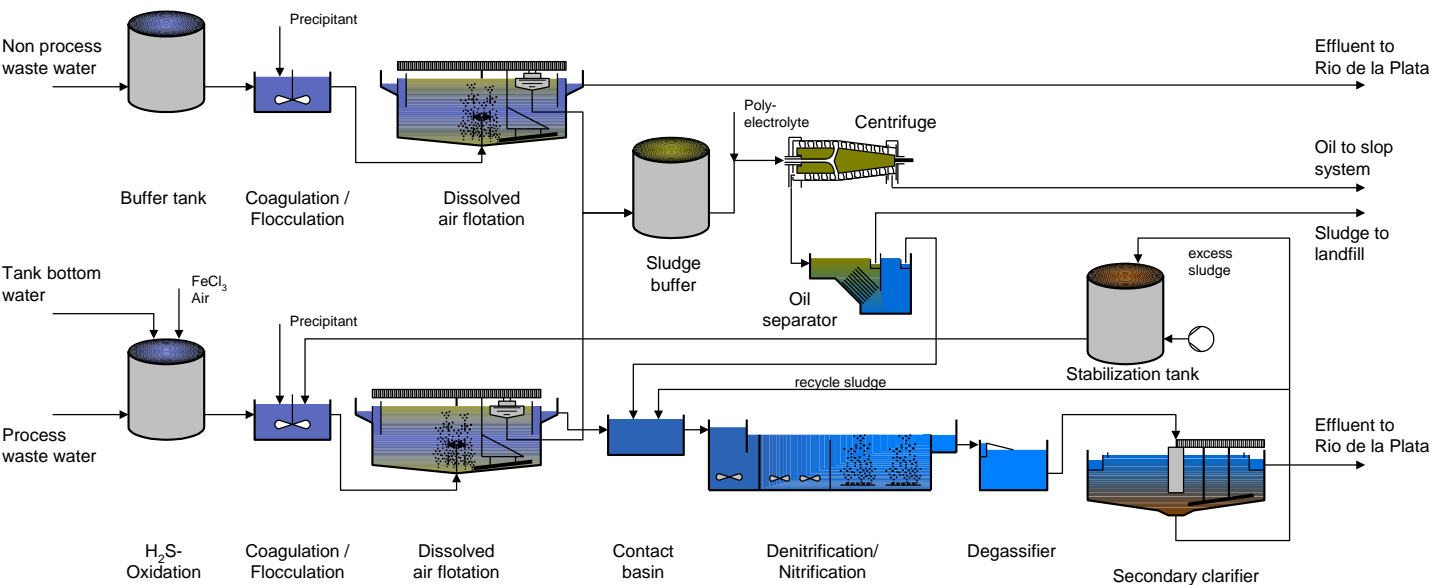 Precipitant
Non process
waste water
Effluent to
Rio de la Plata
Poly-
electrolyte
Centrifuge
Oil to slop
system
Buffer tank
Coagulation /
Flocculation
Dissolved
air flotation
Sludge
buffer
Sludge to
landfill
excess
sludge
Tank bottom
water
FeCl3
Air
Oil
separator
Precipitant
Stabilization tank
recycle sludge
Process
waste water
Effluent to
Rio de la Plata
H2S-
Oxidation
Coagulation /
Flocculation
Dissolved
air flotation
Contact
basin
Denitrification/
Nitrification
Degassifier
Secondary clarifier